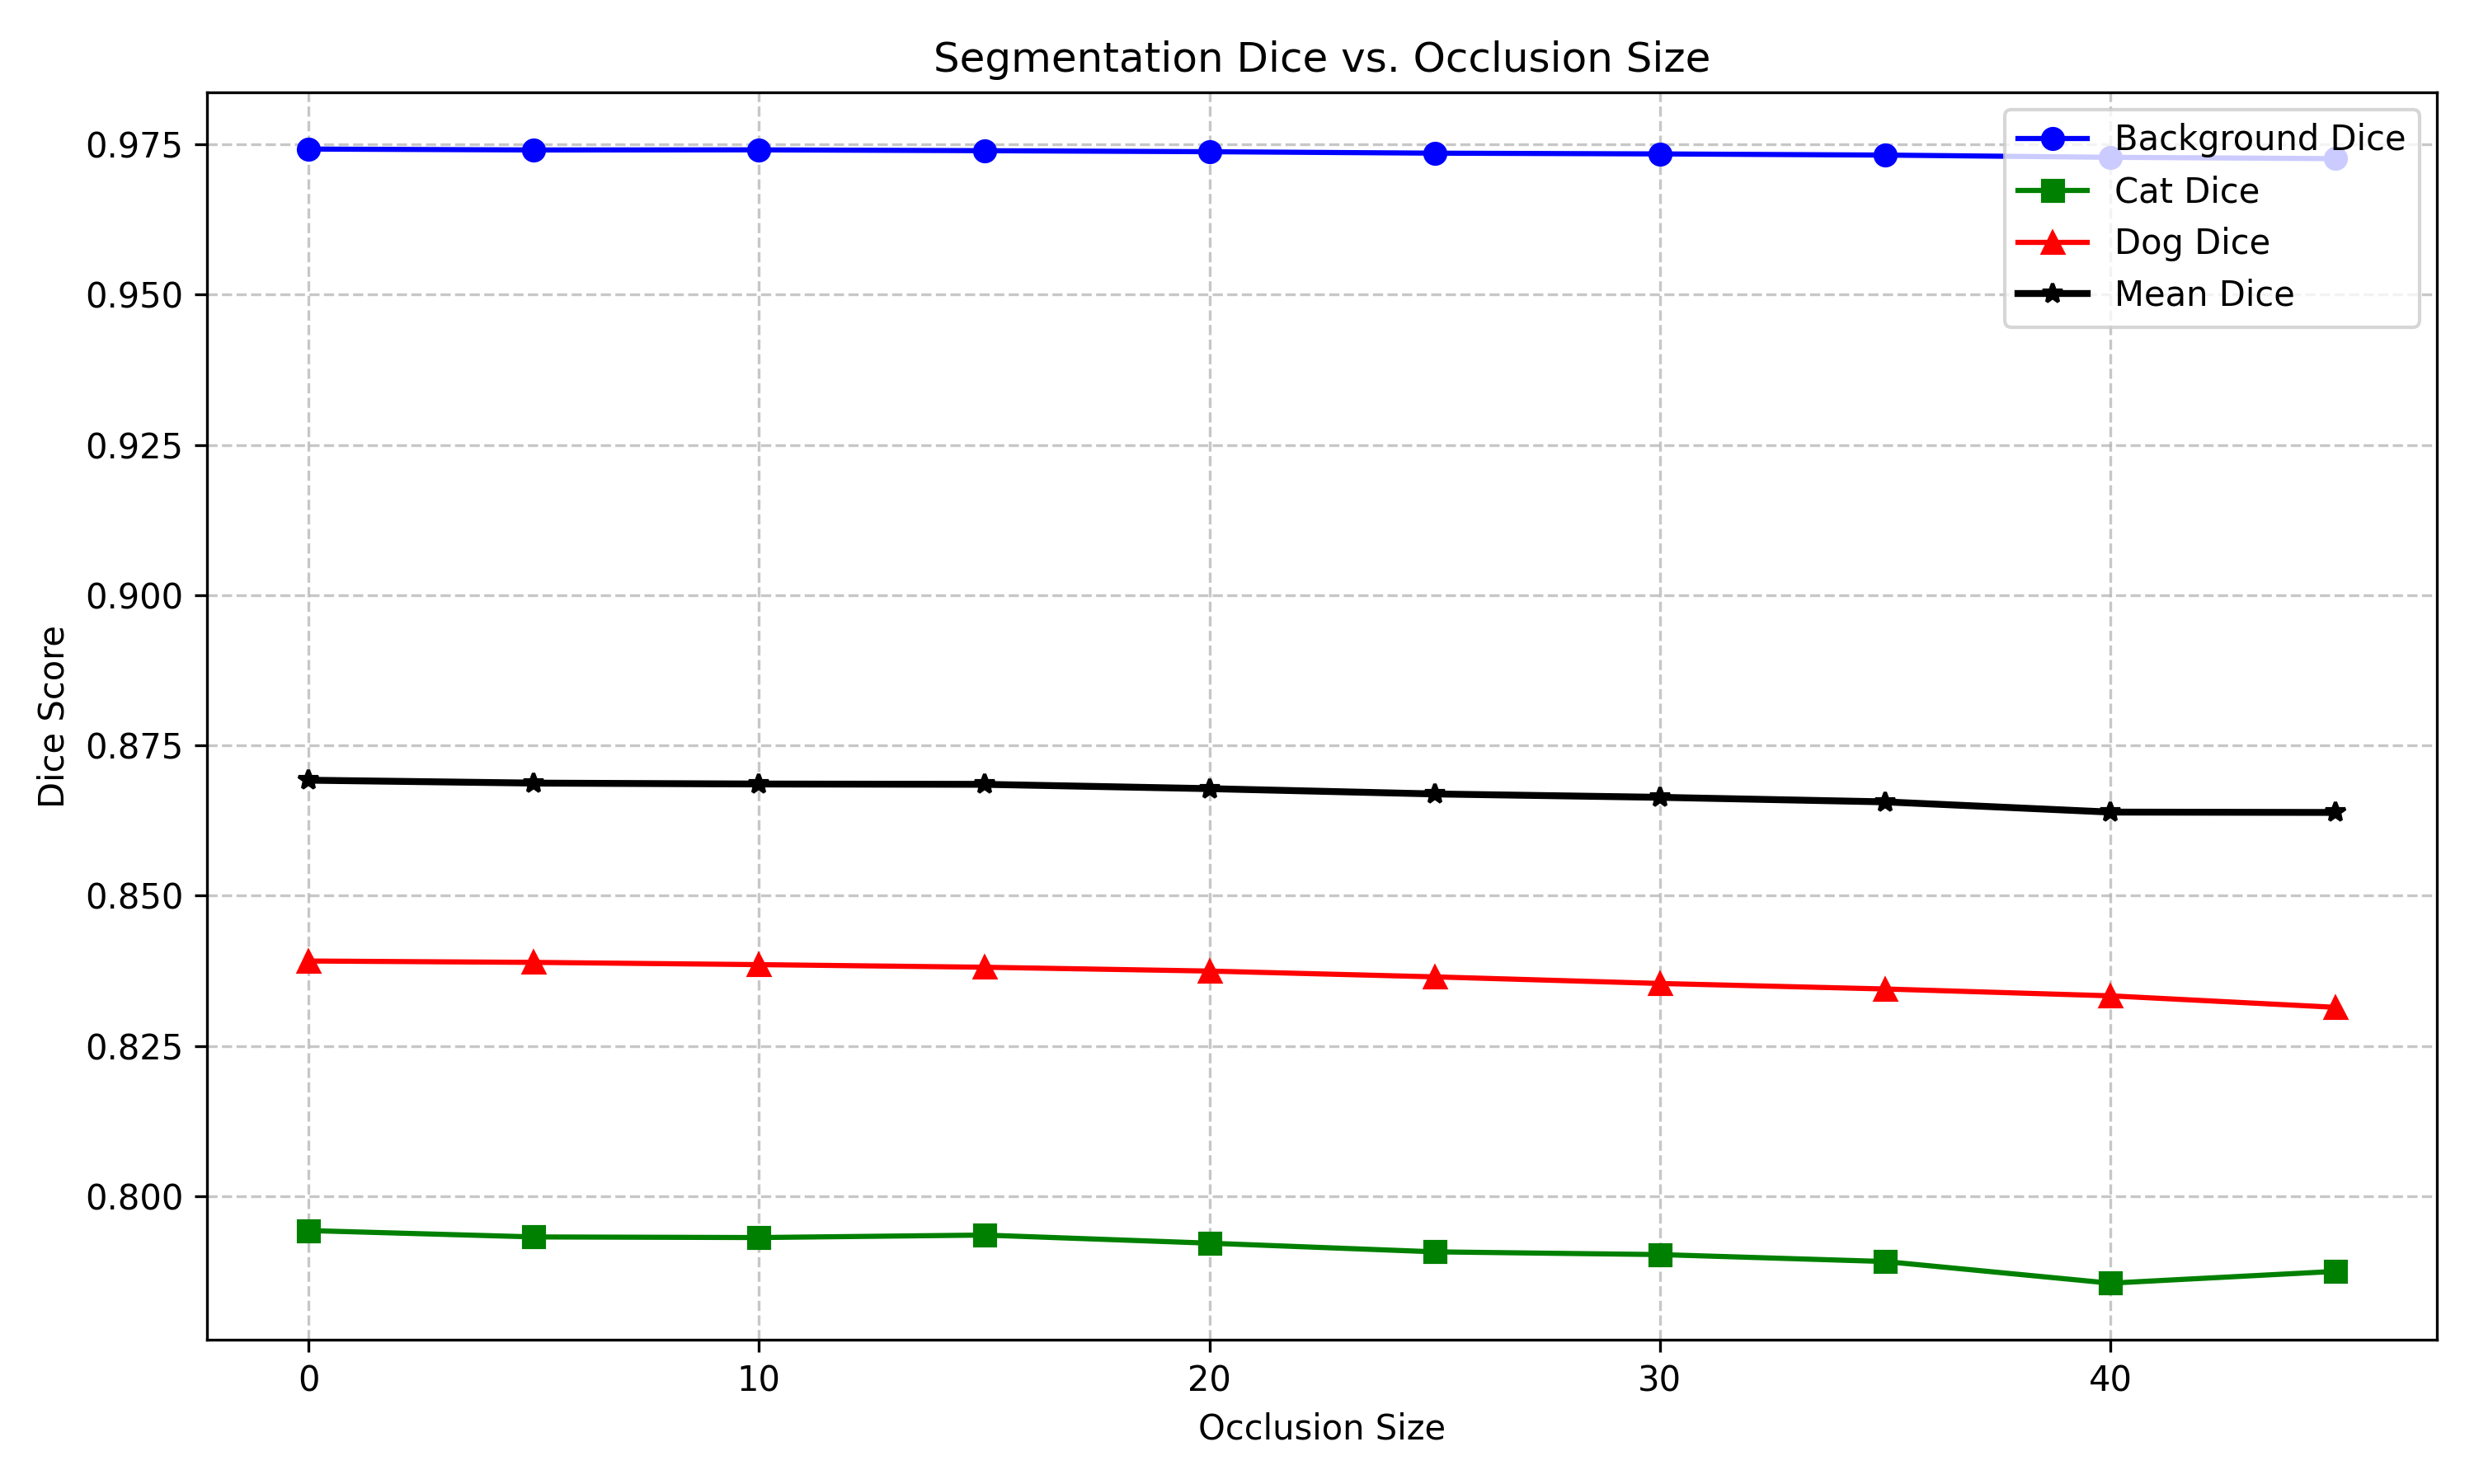 Segmentation Dice vs. Occlusion Size
Background Dice
Cat Dice
Dog Dice
Mean Dice
Dice Score
0.975
0.950
0.925
0.900
0.875
0.850
0.825
0.800
0 10 20 30 40
Occlusion Size